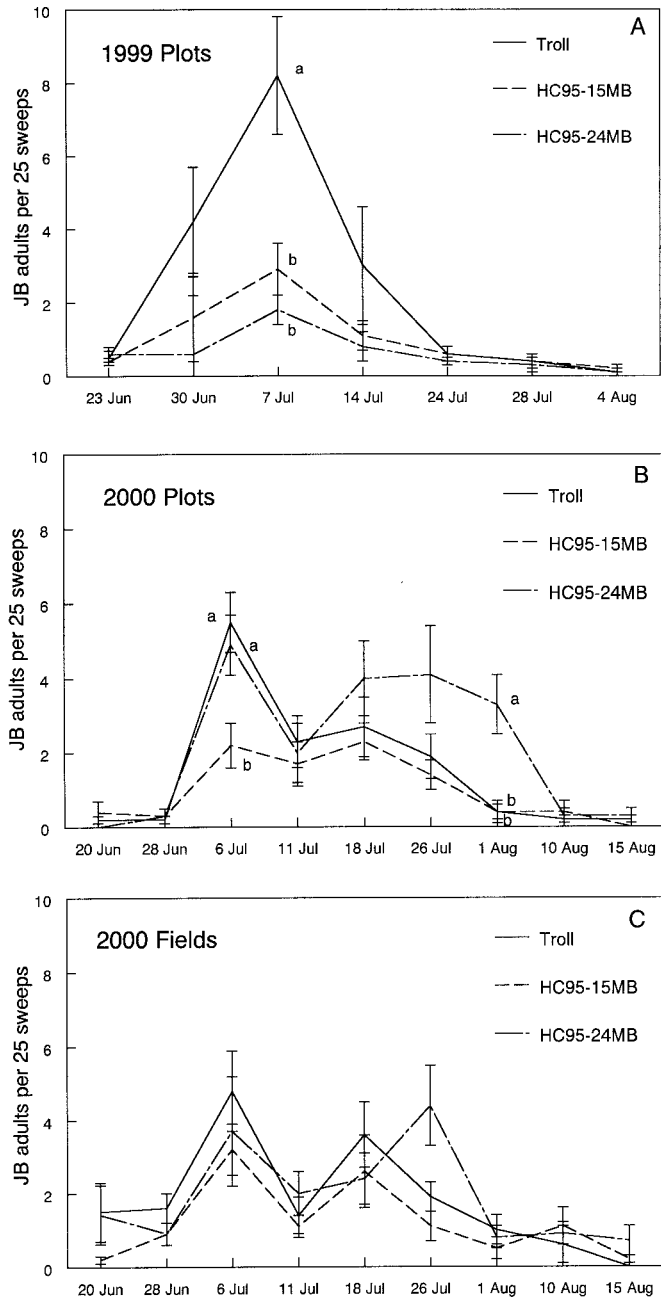 A
1999 Plots
Troll
HC95-15MB
HC95-24MB
JB adults per 25 sweeps
10
8
6
4
2
0
a
b
b
23 Jun 30 Jun 7 Jul 14 Jul 24 Jul 28 Jul 4 Aug
B
2000 Plots
Troll
HC95-15MB
HC95-24MB
JB adults per 25 sweeps
10
8
6
4
2
0
a
a
b
a
b
b
20 Jun 28 Jun 6 Jul 11 Jul 18 Jul 26 Jul 1 Aug 10 Aug 15 Aug
C
2000 Fields
Troll
HC95-15MB
HC95-24MB
JB adults per 25 sweeps
10
8
6
4
2
0
20 Jun 28 Jun 6 Jul 11 Jul 18 Jul 26 Jul 1 Aug 10 Aug 15 Aug